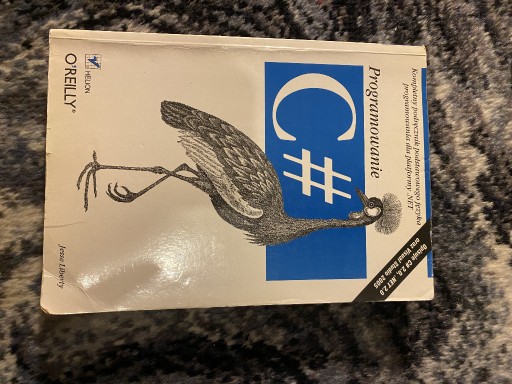 Kompletny podręcznik podstawowego języka
programowania dla platformy .NET
Programowanie
C#
Opisuje C# 2.0, .NET 2.0
oraz Visual Studio 2005
HELION
O'REILLY®
Jesse Liberty